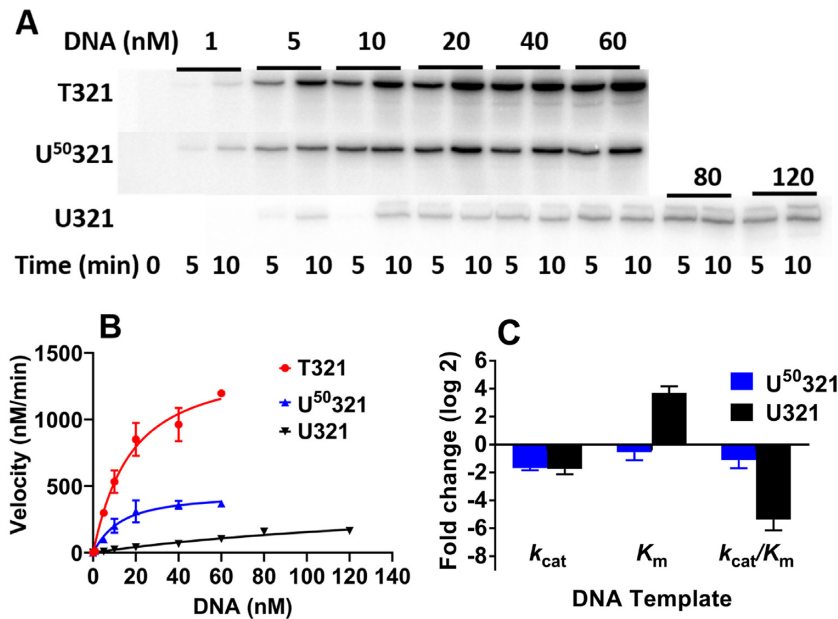 A
DNA (nM) 1 5 10 20 40 60
T321
U⁵⁰321
80 120
U321
Time (min) 0 5 10 5 10 5 10 5 10 5 10 5 10 5 10 5 10
B
1500
1000
500
0
Velocity (nM/min)
T321
U⁵⁰321
U321
0 20 40 60 80 100 120 140
DNA (nM)
C
6
4
2
0
-2
-4
-6
-8
Fold change (log 2)
U⁵⁰321
U321
kcat Km kcat/Km
DNA Template